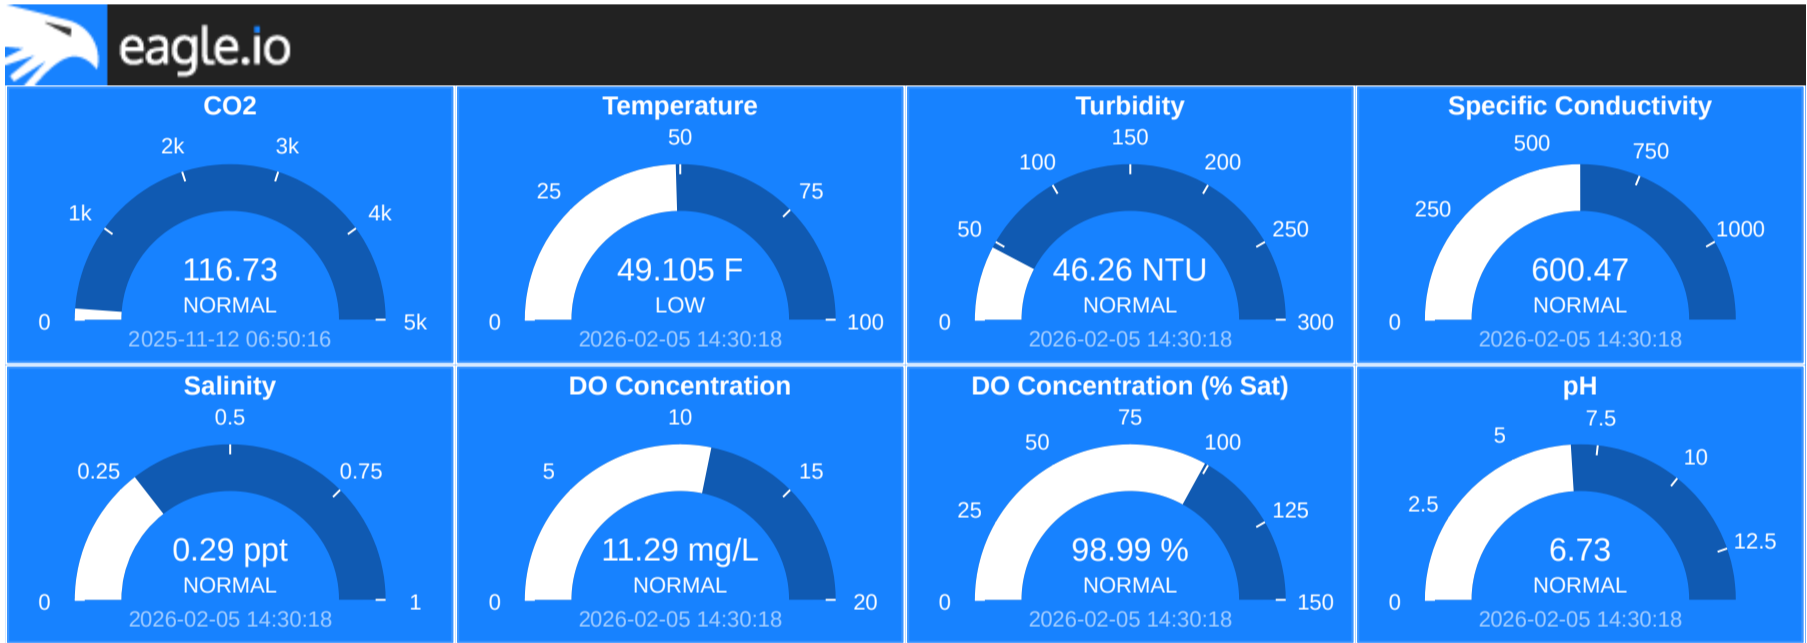 eagle.io
CO2
0
1k
2k
3k
4k
5k
116.73
NORMAL
2025-11-12 06:50:16
Temperature
0
25
50
75
100
49.105 F
LOW
2026-02-05 14:30:18
Turbidity
0
50
100
150
200
250
300
46.26 NTU
NORMAL
2026-02-05 14:30:18
Specific Conductivity
0
250
500
750
1000
600.47
NORMAL
2026-02-05 14:30:18
Salinity
0
0.25
0.5
0.75
1
0.29 ppt
NORMAL
2026-02-05 14:30:18
DO Concentration
0
5
10
15
20
11.29 mg/L
NORMAL
2026-02-05 14:30:18
DO Concentration (% Sat)
0
25
50
75
100
125
150
98.99 %
NORMAL
2026-02-05 14:30:18
pH
0
2.5
5
7.5
10
12.5
6.73
NORMAL
2026-02-05 14:30:18